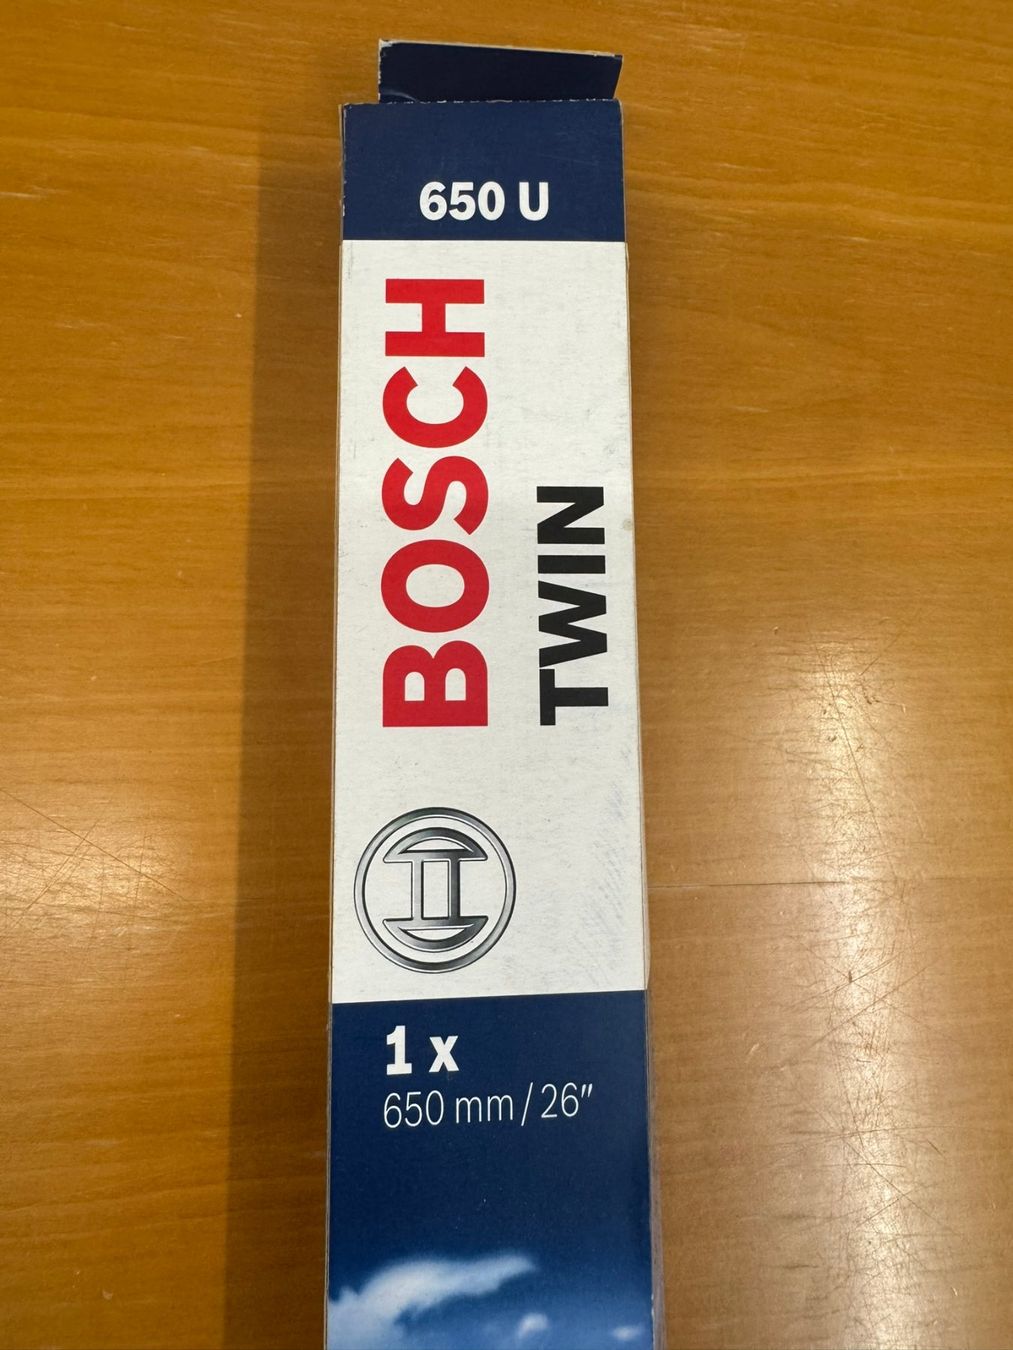 650 U
BOSCH
TWIN
1 x
650 mm / 26"